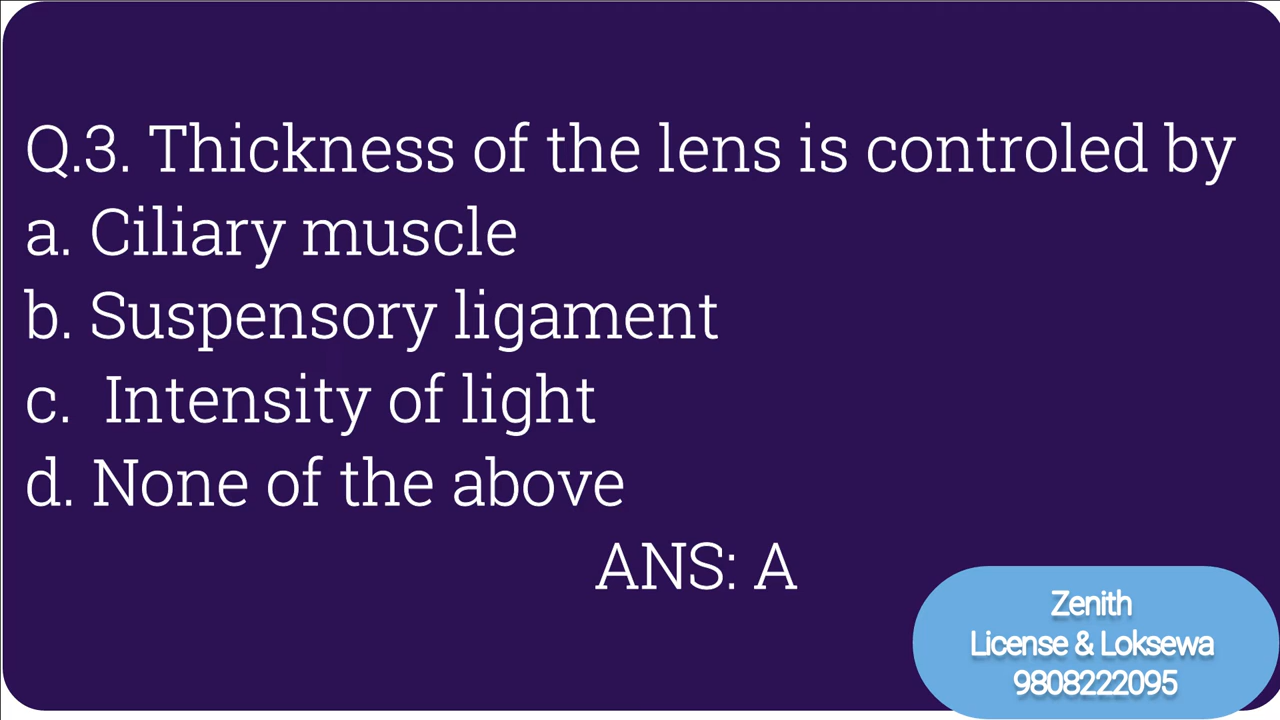 Q.3. Thickness of the lens is controled by
a. Ciliary muscle
b. Suspensory ligament
c. Intensity of light
d. None of the above
ANS: A
Zenith
License & Loksewa
9808222095